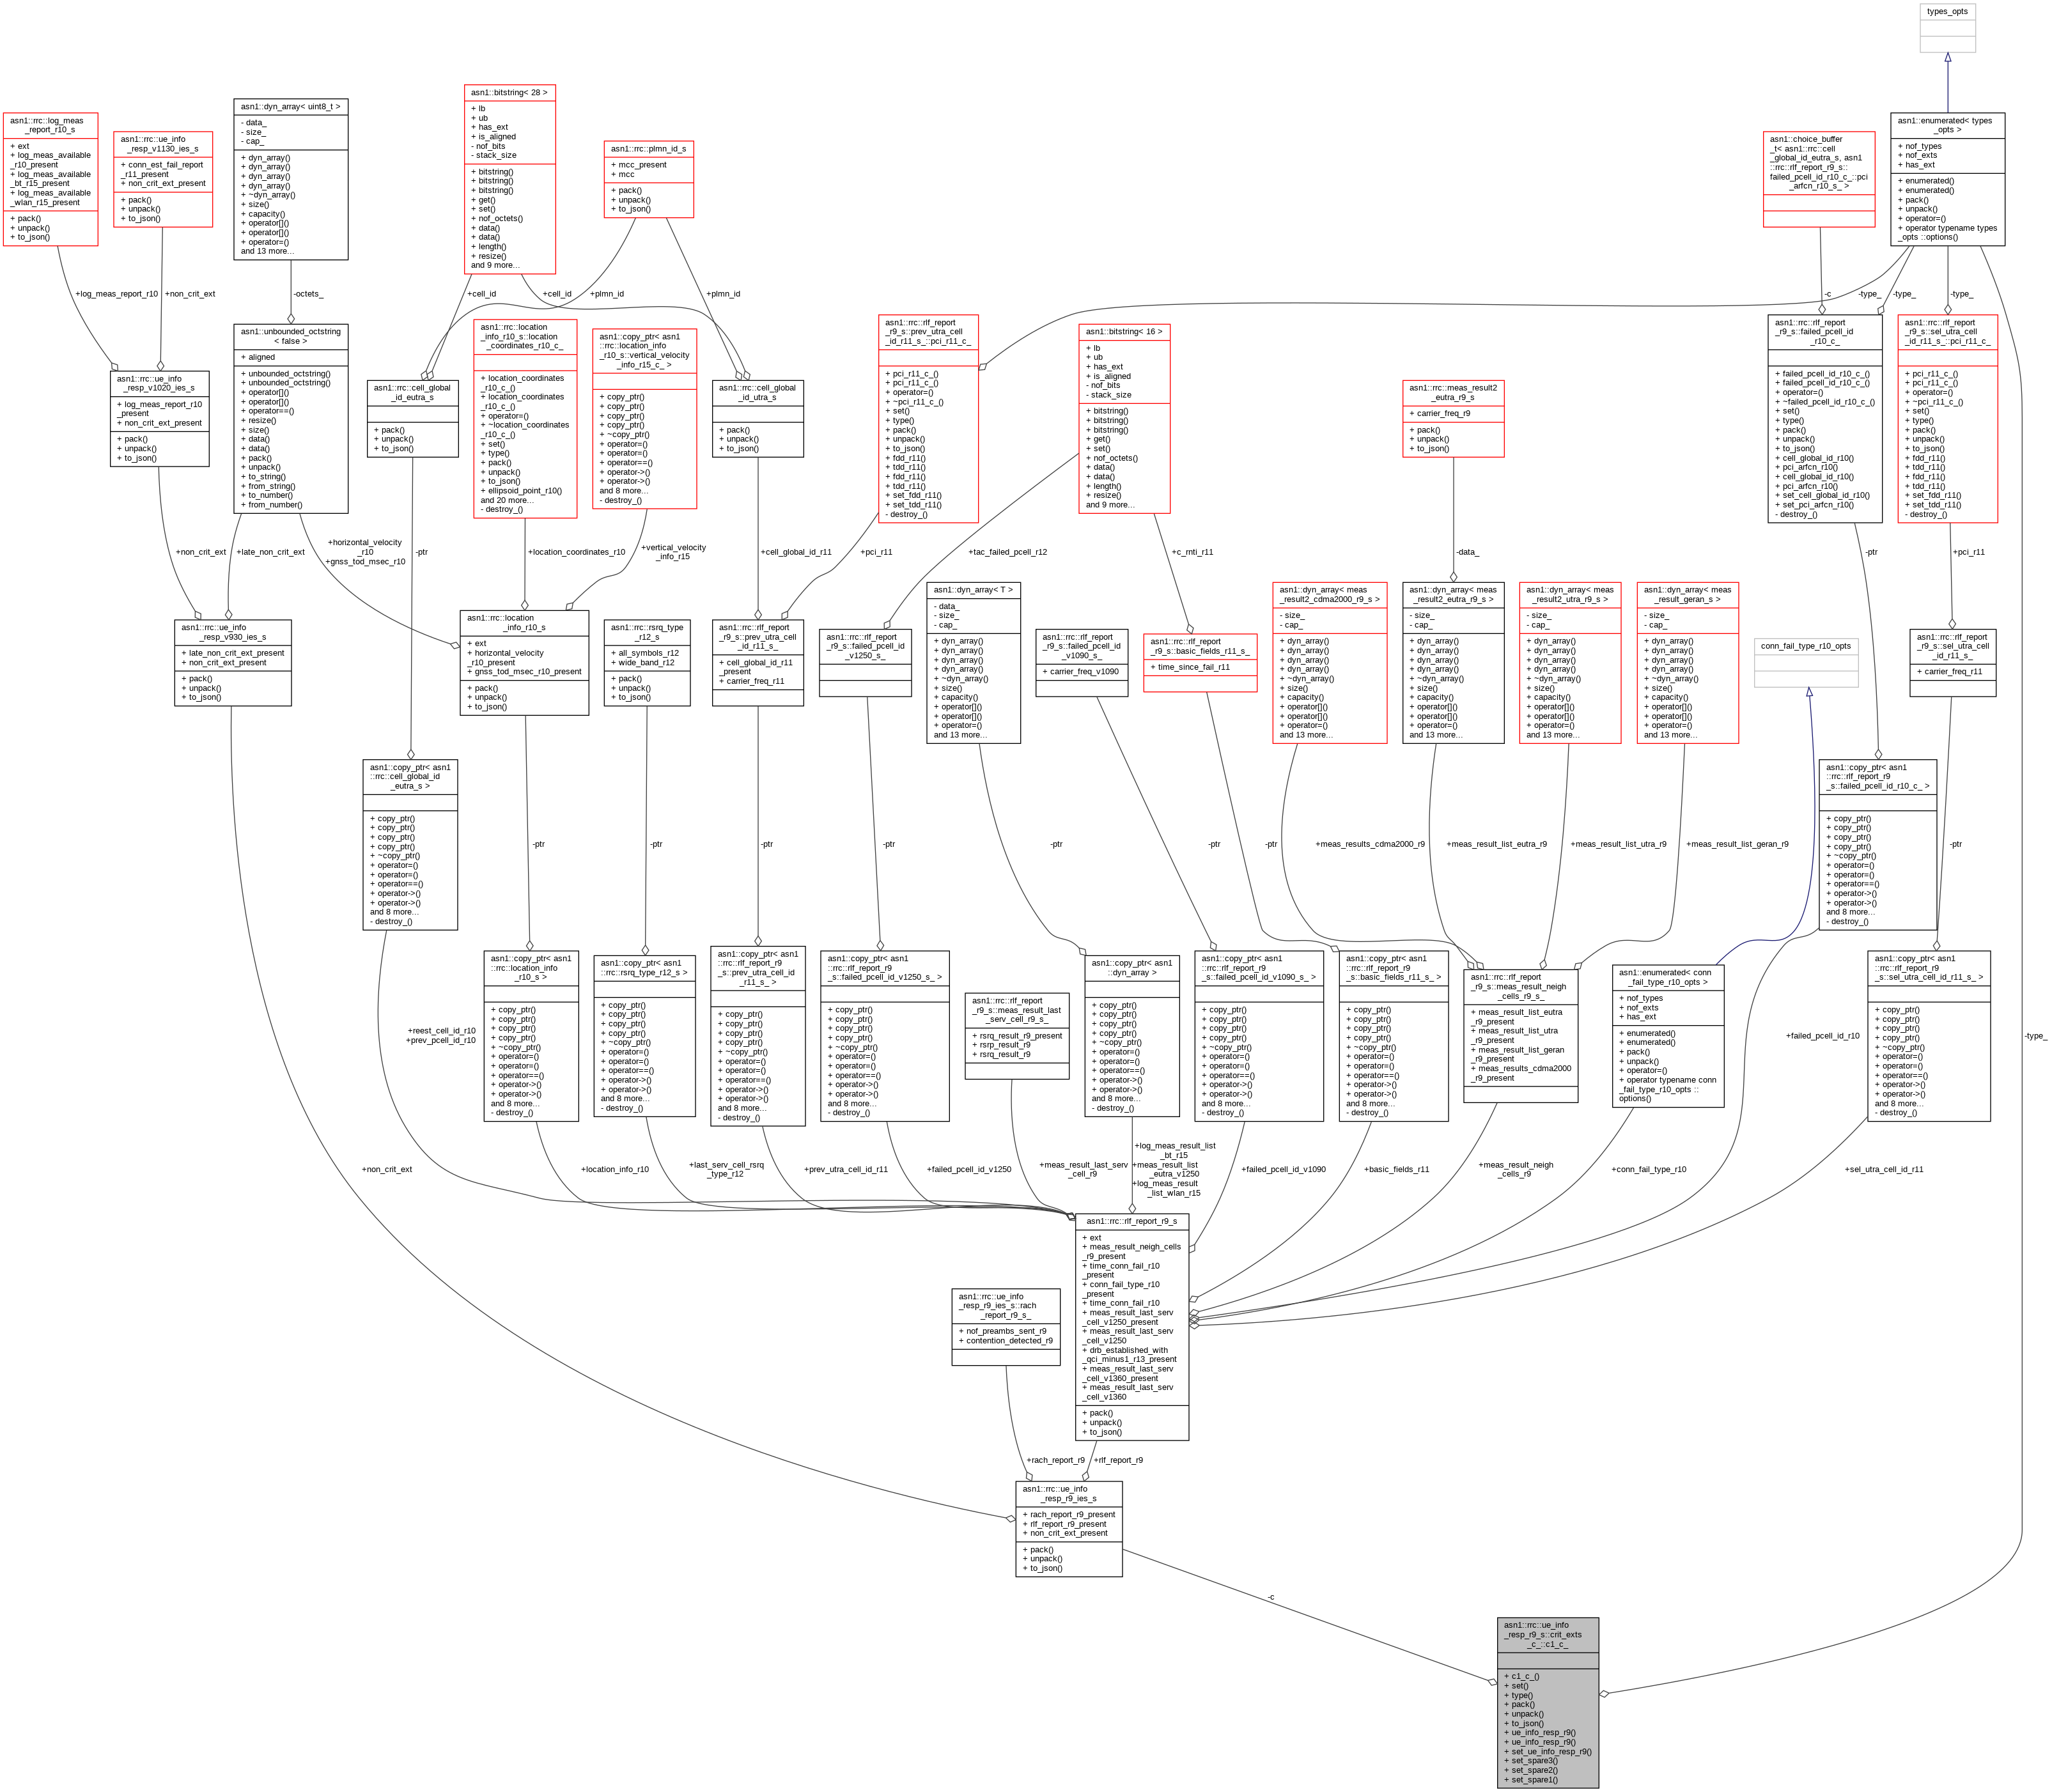 types_opts
asn1::rrc::log_meas
_report_r10_s
+ ext
+ log_meas_available
_r10_present
+ log_meas_available
_bt_r15_present
+ log_meas_available
_wlan_r15_present
+ pack()
+ unpack()
+ to_json()
asn1::rrc::ue_info
_resp_v1130_ies_s
+ conn_est_fail_report
_r11_present
+ non_crit_ext_present
+ pack()
+ unpack()
+ to_json()
asn1::dyn_array< uint8_t >
- data_
- size_
- cap_
+ dyn_array()
+ dyn_array()
+ dyn_array()
+ dyn_array()
+ ~dyn_array()
+ size()
+ capacity()
+ operator[]()
+ operator[]()
+ operator=()
and 13 more...
asn1::bitstring< 28 >
+ lb
+ ub
+ has_ext
+ is_aligned
- nof_bits
- stack_size
+ bitstring()
+ bitstring()
+ bitstring()
+ get()
+ set()
+ nof_octets()
+ data()
+ data()
+ length()
+ resize()
and 9 more...
asn1::rrc::plmn_id_s
+ mcc_present
+ mcc
+ pack()
+ unpack()
+ to_json()
asn1::choice_buffer
_t< asn1::rrc::cell
_global_id_eutra_s, asn1
::rrc::rlf_report_r9_s::
failed_pcell_id_r10_c_::pci
_arfcn_r10_s_ >
asn1::enumerated< types
_opts >
+ nof_types
+ nof_exts
+ has_ext
+ enumerated()
+ enumerated()
+ pack()
+ unpack()
+ operator=()
+ operator typename types
_opts ::options()
+log_meas_report_r10
+non_crit_ext
-octets_
+cell_id
+plmn_id
+cell_id
+plmn_id
-c
-type_
-type_
-type_
asn1::rrc::ue_info
_resp_v1020_ies_s
+ log_meas_report_r10
_present
+ non_crit_ext_present
+ pack()
+ unpack()
+ to_json()
asn1::unbounded_octstring
< false >
+ aligned
+ unbounded_octstring()
+ unbounded_octstring()
+ operator[]()
+ operator[]()
+ operator==()
+ resize()
+ size()
+ data()
+ data()
+ pack()
+ unpack()
+ to_string()
+ from_string()
+ to_number()
+ from_number()
asn1::rrc::cell_global
_id_eutra_s
+ pack()
+ unpack()
+ to_json()
asn1::rrc::location
_info_r10_s::location
_coordinates_r10_c_
+ location_coordinates
_r10_c_()
+ location_coordinates
_r10_c_()
+ operator=()
+ ~location_coordinates
_r10_c_()
+ set()
+ type()
+ pack()
+ unpack()
+ to_json()
+ ellipsoid_point_r10()
and 20 more...
- destroy_()
asn1::copy_ptr< asn1
::rrc::location_info
_r10_s::vertical_velocity
_info_r15_c_ >
+ copy_ptr()
+ copy_ptr()
+ copy_ptr()
+ copy_ptr()
+ ~copy_ptr()
+ operator=()
+ operator=()
+ operator==()
+ operator->()
+ operator->()
and 8 more...
- destroy_()
asn1::rrc::cell_global
_id_utra_s
+ pack()
+ unpack()
+ to_json()
asn1::rrc::rlf_report
_r9_s::prev_utra_cell
_id_r11_s_::pci_r11_c_
+ pci_r11_c_()
+ pci_r11_c_()
+ operator=()
+ ~pci_r11_c_()
+ set()
+ type()
+ pack()
+ unpack()
+ to_json()
+ fdd_r11()
+ tdd_r11()
+ fdd_r11()
+ tdd_r11()
+ set_fdd_r11()
+ set_tdd_r11()
- destroy_()
asn1::bitstring< 16 >
+ lb
+ ub
+ has_ext
+ is_aligned
- nof_bits
- stack_size
+ bitstring()
+ bitstring()
+ bitstring()
+ get()
+ set()
+ nof_octets()
+ data()
+ data()
+ length()
+ resize()
and 9 more...
asn1::rrc::meas_result2
_eutra_r9_s
+ carrier_freq_r9
+ pack()
+ unpack()
+ to_json()
asn1::rrc::rlf_report
_r9_s::failed_pcell_id
_r10_c_
+ failed_pcell_id_r10_c_()
+ failed_pcell_id_r10_c_()
+ operator=()
+ ~failed_pcell_id_r10_c_()
+ set()
+ type()
+ pack()
+ unpack()
+ to_json()
+ cell_global_id_r10()
+ pci_arfcn_r10()
+ cell_global_id_r10()
+ pci_arfcn_r10()
+ set_cell_global_id_r10()
+ set_pci_arfcn_r10()
- destroy_()
asn1::rrc::rlf_report
_r9_s::sel_utra_cell
_id_r11_s_::pci_r11_c_
+ pci_r11_c_()
+ pci_r11_c_()
+ operator=()
+ ~pci_r11_c_()
+ set()
+ type()
+ pack()
+ unpack()
+ to_json()
+ fdd_r11()
+ tdd_r11()
+ fdd_r11()
+ tdd_r11()
+ set_fdd_r11()
+ set_tdd_r11()
- destroy_()
+non_crit_ext
+late_non_crit_ext
+horizontal_velocity
_r10
+gnss_tod_msec_r10
-ptr
+location_coordinates_r10
+vertical_velocity
_info_r15
+cell_global_id_r11
+pci_r11
+tac_failed_pcell_r12
+c_rnti_r11
-data_
-ptr
+pci_r11
asn1::rrc::ue_info
_resp_v930_ies_s
+ late_non_crit_ext_present
+ non_crit_ext_present
+ pack()
+ unpack()
+ to_json()
asn1::rrc::location
_info_r10_s
+ ext
+ horizontal_velocity
_r10_present
+ gnss_tod_msec_r10_present
+ pack()
+ unpack()
+ to_json()
asn1::rrc::rsrq_type
_r12_s
+ all_symbols_r12
+ wide_band_r12
+ pack()
+ unpack()
+ to_json()
asn1::rrc::rlf_report
_r9_s::prev_utra_cell
_id_r11_s_
+ cell_global_id_r11
_present
+ carrier_freq_r11
asn1::rrc::rlf_report
_r9_s::failed_pcell_id
_v1250_s_
asn1::dyn_array< T >
- data_
- size_
- cap_
+ dyn_array()
+ dyn_array()
+ dyn_array()
+ dyn_array()
+ ~dyn_array()
+ size()
+ capacity()
+ operator[]()
+ operator[]()
+ operator=()
and 13 more...
asn1::rrc::rlf_report
_r9_s::failed_pcell_id
_v1090_s_
+ carrier_freq_v1090
asn1::rrc::rlf_report
_r9_s::basic_fields_r11_s_
+ time_since_fail_r11
asn1::dyn_array< meas
_result2_cdma2000_r9_s >
- size_
- cap_
+ dyn_array()
+ dyn_array()
+ dyn_array()
+ dyn_array()
+ ~dyn_array()
+ size()
+ capacity()
+ operator[]()
+ operator[]()
+ operator=()
and 13 more...
asn1::dyn_array< meas
_result2_eutra_r9_s >
- size_
- cap_
+ dyn_array()
+ dyn_array()
+ dyn_array()
+ dyn_array()
+ ~dyn_array()
+ size()
+ capacity()
+ operator[]()
+ operator[]()
+ operator=()
and 13 more...
asn1::dyn_array< meas
_result2_utra_r9_s >
- size_
- cap_
+ dyn_array()
+ dyn_array()
+ dyn_array()
+ dyn_array()
+ ~dyn_array()
+ size()
+ capacity()
+ operator[]()
+ operator[]()
+ operator=()
and 13 more...
asn1::dyn_array< meas
_result_geran_r9_s >
- size_
- cap_
+ dyn_array()
+ dyn_array()
+ dyn_array()
+ dyn_array()
+ ~dyn_array()
+ size()
+ capacity()
+ operator[]()
+ operator[]()
+ operator=()
and 13 more...
conn_fail_type_r10_opts
asn1::rrc::rlf_report
_r9_s::sel_utra_cell
_id_r11_s_
+ carrier_freq_r11
asn1::copy_ptr< asn1
::rrc::cell_global_id
_eutra_s >
+ copy_ptr()
+ copy_ptr()
+ copy_ptr()
+ copy_ptr()
+ ~copy_ptr()
+ operator=()
+ operator=()
+ operator==()
+ operator->()
+ operator->()
and 8 more...
- destroy_()
-ptr
-ptr
-ptr
-ptr
-ptr
-ptr
-ptr
+meas_results_cdma2000_r9
+meas_result_list_eutra_r9
+meas_result_list_utra_r9
+meas_result_list_geran_r9
asn1::copy_ptr< asn1
::rrc::rlf_report_r9
_s::failed_pcell_id_r10_c_ >
+ copy_ptr()
+ copy_ptr()
+ copy_ptr()
+ copy_ptr()
+ ~copy_ptr()
+ operator=()
+ operator=()
+ operator==()
+ operator->()
+ operator->()
and 8 more...
- destroy_()
-ptr
+reest_cell_id_r10
+prev_pcell_id_r10
asn1::copy_ptr< asn1
::rrc::location_info
_r10_s >
+ copy_ptr()
+ copy_ptr()
+ copy_ptr()
+ copy_ptr()
+ ~copy_ptr()
+ operator=()
+ operator=()
+ operator==()
+ operator->()
+ operator->()
and 8 more...
- destroy_()
asn1::copy_ptr< asn1
::rrc::rsrq_type_r12_s >
+ copy_ptr()
+ copy_ptr()
+ copy_ptr()
+ copy_ptr()
+ ~copy_ptr()
+ operator=()
+ operator=()
+ operator==()
+ operator->()
+ operator->()
and 8 more...
- destroy_()
asn1::copy_ptr< asn1
::rrc::rlf_report_r9
_s::prev_utra_cell_id
_r11_s_ >
+ copy_ptr()
+ copy_ptr()
+ copy_ptr()
+ copy_ptr()
+ ~copy_ptr()
+ operator=()
+ operator=()
+ operator==()
+ operator->()
+ operator->()
and 8 more...
- destroy_()
asn1::copy_ptr< asn1
::rrc::rlf_report_r9
_s::failed_pcell_id_v1250_s_ >
+ copy_ptr()
+ copy_ptr()
+ copy_ptr()
+ copy_ptr()
+ ~copy_ptr()
+ operator=()
+ operator=()
+ operator==()
+ operator->()
+ operator->()
and 8 more...
- destroy_()
asn1::rrc::rlf_report
_r9_s::meas_result_last
_serv_cell_r9_s_
+ rsrq_result_r9_present
+ rsrp_result_r9
+ rsrq_result_r9
asn1::copy_ptr< asn1
::dyn_array >
+ copy_ptr()
+ copy_ptr()
+ copy_ptr()
+ copy_ptr()
+ ~copy_ptr()
+ operator=()
+ operator=()
+ operator==()
+ operator->()
+ operator->()
and 8 more...
- destroy_()
asn1::copy_ptr< asn1
::rrc::rlf_report_r9
_s::failed_pcell_id_v1090_s_ >
+ copy_ptr()
+ copy_ptr()
+ copy_ptr()
+ copy_ptr()
+ ~copy_ptr()
+ operator=()
+ operator=()
+ operator==()
+ operator->()
+ operator->()
and 8 more...
- destroy_()
asn1::copy_ptr< asn1
::rrc::rlf_report_r9
_s::basic_fields_r11_s_ >
+ copy_ptr()
+ copy_ptr()
+ copy_ptr()
+ copy_ptr()
+ ~copy_ptr()
+ operator=()
+ operator=()
+ operator==()
+ operator->()
+ operator->()
and 8 more...
- destroy_()
asn1::rrc::rlf_report
_r9_s::meas_result_neigh
_cells_r9_s_
+ meas_result_list_eutra
_r9_present
+ meas_result_list_utra
_r9_present
+ meas_result_list_geran
_r9_present
+ meas_results_cdma2000
_r9_present
asn1::enumerated< conn
_fail_type_r10_opts >
+ nof_types
+ nof_exts
+ has_ext
+ enumerated()
+ enumerated()
+ pack()
+ unpack()
+ operator=()
+ operator typename conn
_fail_type_r10_opts ::
options()
+failed_pcell_id_r10
asn1::copy_ptr< asn1
::rrc::rlf_report_r9
_s::sel_utra_cell_id_r11_s_ >
+ copy_ptr()
+ copy_ptr()
+ copy_ptr()
+ copy_ptr()
+ ~copy_ptr()
+ operator=()
+ operator=()
+ operator==()
+ operator->()
+ operator->()
and 8 more...
- destroy_()
-type_
+non_crit_ext
+location_info_r10
+last_serv_cell_rsrq
_type_r12
+prev_utra_cell_id_r11
+failed_pcell_id_v1250
+meas_result_last_serv
_cell_r9
+log_meas_result_list
_bt_r15
+meas_result_list
_eutra_v1250
+log_meas_result
_list_wlan_r15
+failed_pcell_id_v1090
+basic_fields_r11
+meas_result_neigh
_cells_r9
+conn_fail_type_r10
+sel_utra_cell_id_r11
asn1::rrc::rlf_report_r9_s
+ ext
+ meas_result_neigh_cells
_r9_present
+ time_conn_fail_r10
_present
+ conn_fail_type_r10
_present
+ time_conn_fail_r10
+ meas_result_last_serv
_cell_v1250_present
+ meas_result_last_serv
_cell_v1250
+ drb_established_with
_qci_minus1_r13_present
+ meas_result_last_serv
_cell_v1360_present
+ meas_result_last_serv
_cell_v1360
+ pack()
+ unpack()
+ to_json()
asn1::rrc::ue_info
_resp_r9_ies_s::rach
_report_r9_s_
+ nof_preambs_sent_r9
+ contention_detected_r9
+rach_report_r9
+rlf_report_r9
asn1::rrc::ue_info
_resp_r9_ies_s
+ rach_report_r9_present
+ rlf_report_r9_present
+ non_crit_ext_present
+ pack()
+ unpack()
+ to_json()
-c
asn1::rrc::ue_info
_resp_r9_s::crit_exts
_c_::c1_c_
+ c1_c_()
+ set()
+ type()
+ pack()
+ unpack()
+ to_json()
+ ue_info_resp_r9()
+ ue_info_resp_r9()
+ set_ue_info_resp_r9()
+ set_spare3()
+ set_spare2()
+ set_spare1()